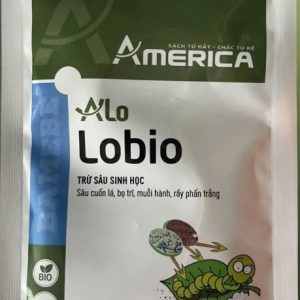 SẠCH TỪ ĐẤT - CHẮC TỪ RỄ
AMERICA
ALo
Lobio
TRỪ SÂU SINH HỌC
Sâu cuốn lá, bọ trĩ, muỗi hành, rầy phấn trắng
BIO